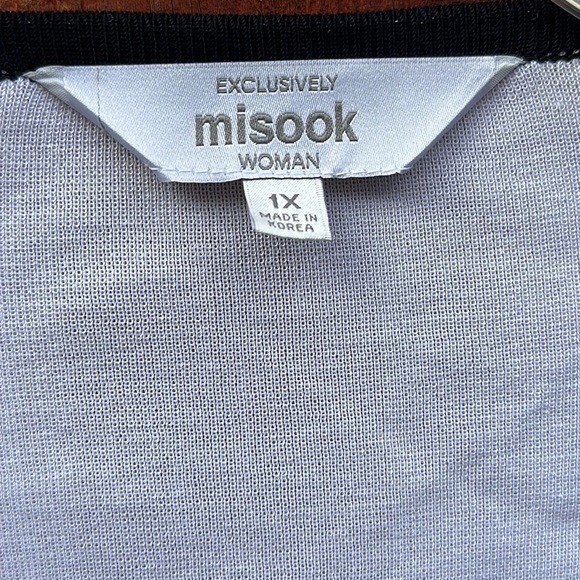 EXCLUSIVELY
misook
WOMAN
1X
MADE IN
KOREA